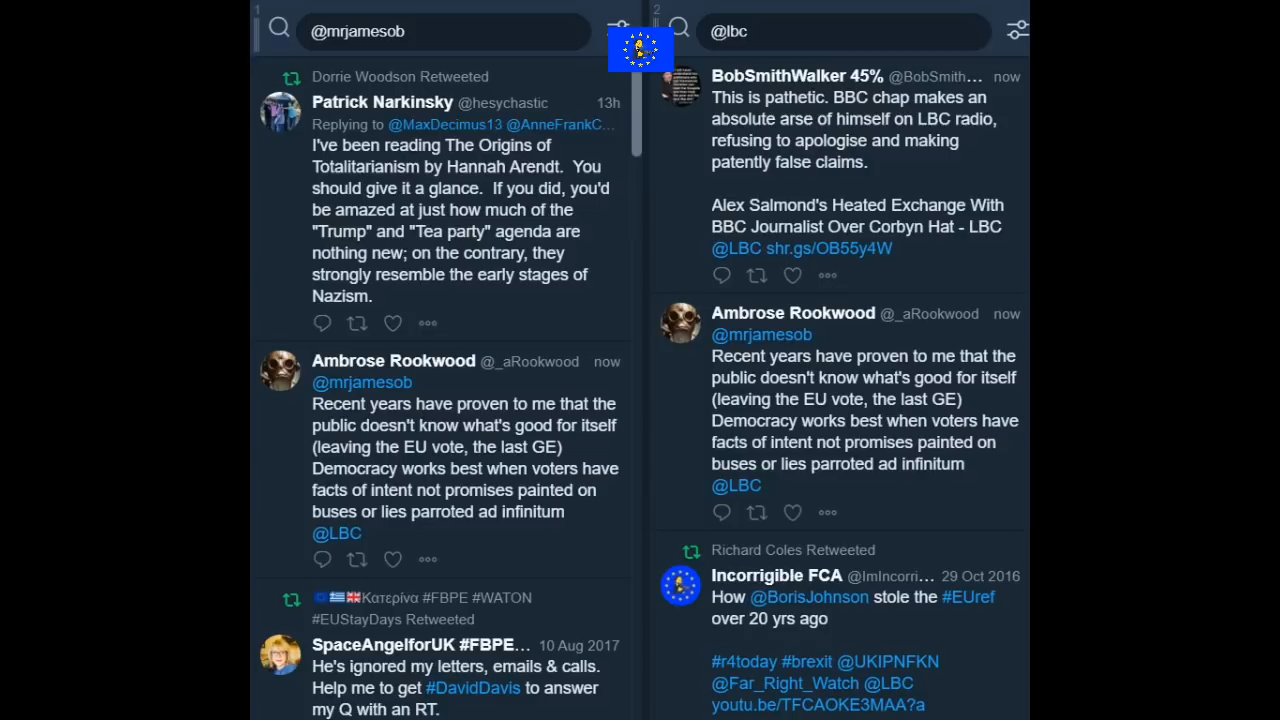 1
@mrjamesob
Dorrie Woodson Retweeted
Patrick Narkinsky @hesychastic 13h
Replying to @MaxDecimus13 @AnneFrankC...
I've been reading The Origins of
Totalitarianism by Hannah Arendt. You
should give it a glance. If you did, you'd
be amazed at just how much of the
"Trump" and "Tea party" agenda are
nothing new; on the contrary, they
strongly resemble the early stages of
Nazism.
Ambrose Rookwood @_aRookwood now
@mrjamesob
Recent years have proven to me that the
public doesn't know what's good for itself
(leaving the EU vote, the last GE)
Democracy works best when voters have
facts of intent not promises painted on
buses or lies parroted ad infinitum
@LBC
Κατερίνα #FBPE #WATON
#EUStayDays Retweeted
SpaceAngelforUK #FBPE... 10 Aug 2017
He's ignored my letters, emails & calls.
Help me to get #DavidDavis to answer
my Q with an RT.
2
@lbc
BobSmithWalker 45% @BobSmith... now
This is pathetic. BBC chap makes an
absolute arse of himself on LBC radio,
refusing to apologise and making
patently false claims.
Alex Salmond's Heated Exchange With
BBC Journalist Over Corbyn Hat - LBC
@LBC shr.gs/OB55y4W
Ambrose Rookwood @_aRookwood now
@mrjamesob
Recent years have proven to me that the
public doesn't know what's good for itself
(leaving the EU vote, the last GE)
Democracy works best when voters have
facts of intent not promises painted on
buses or lies parroted ad infinitum
@LBC
Richard Coles Retweeted
Incorrigible FCA @ImIncorri... 29 Oct 2016
How @BorisJohnson stole the #EUref
over 20 yrs ago
#r4today #brexit @UKIPNFKN
@Far_Right_Watch @LBC
youtu.be/TFCAOKE3MAA?a